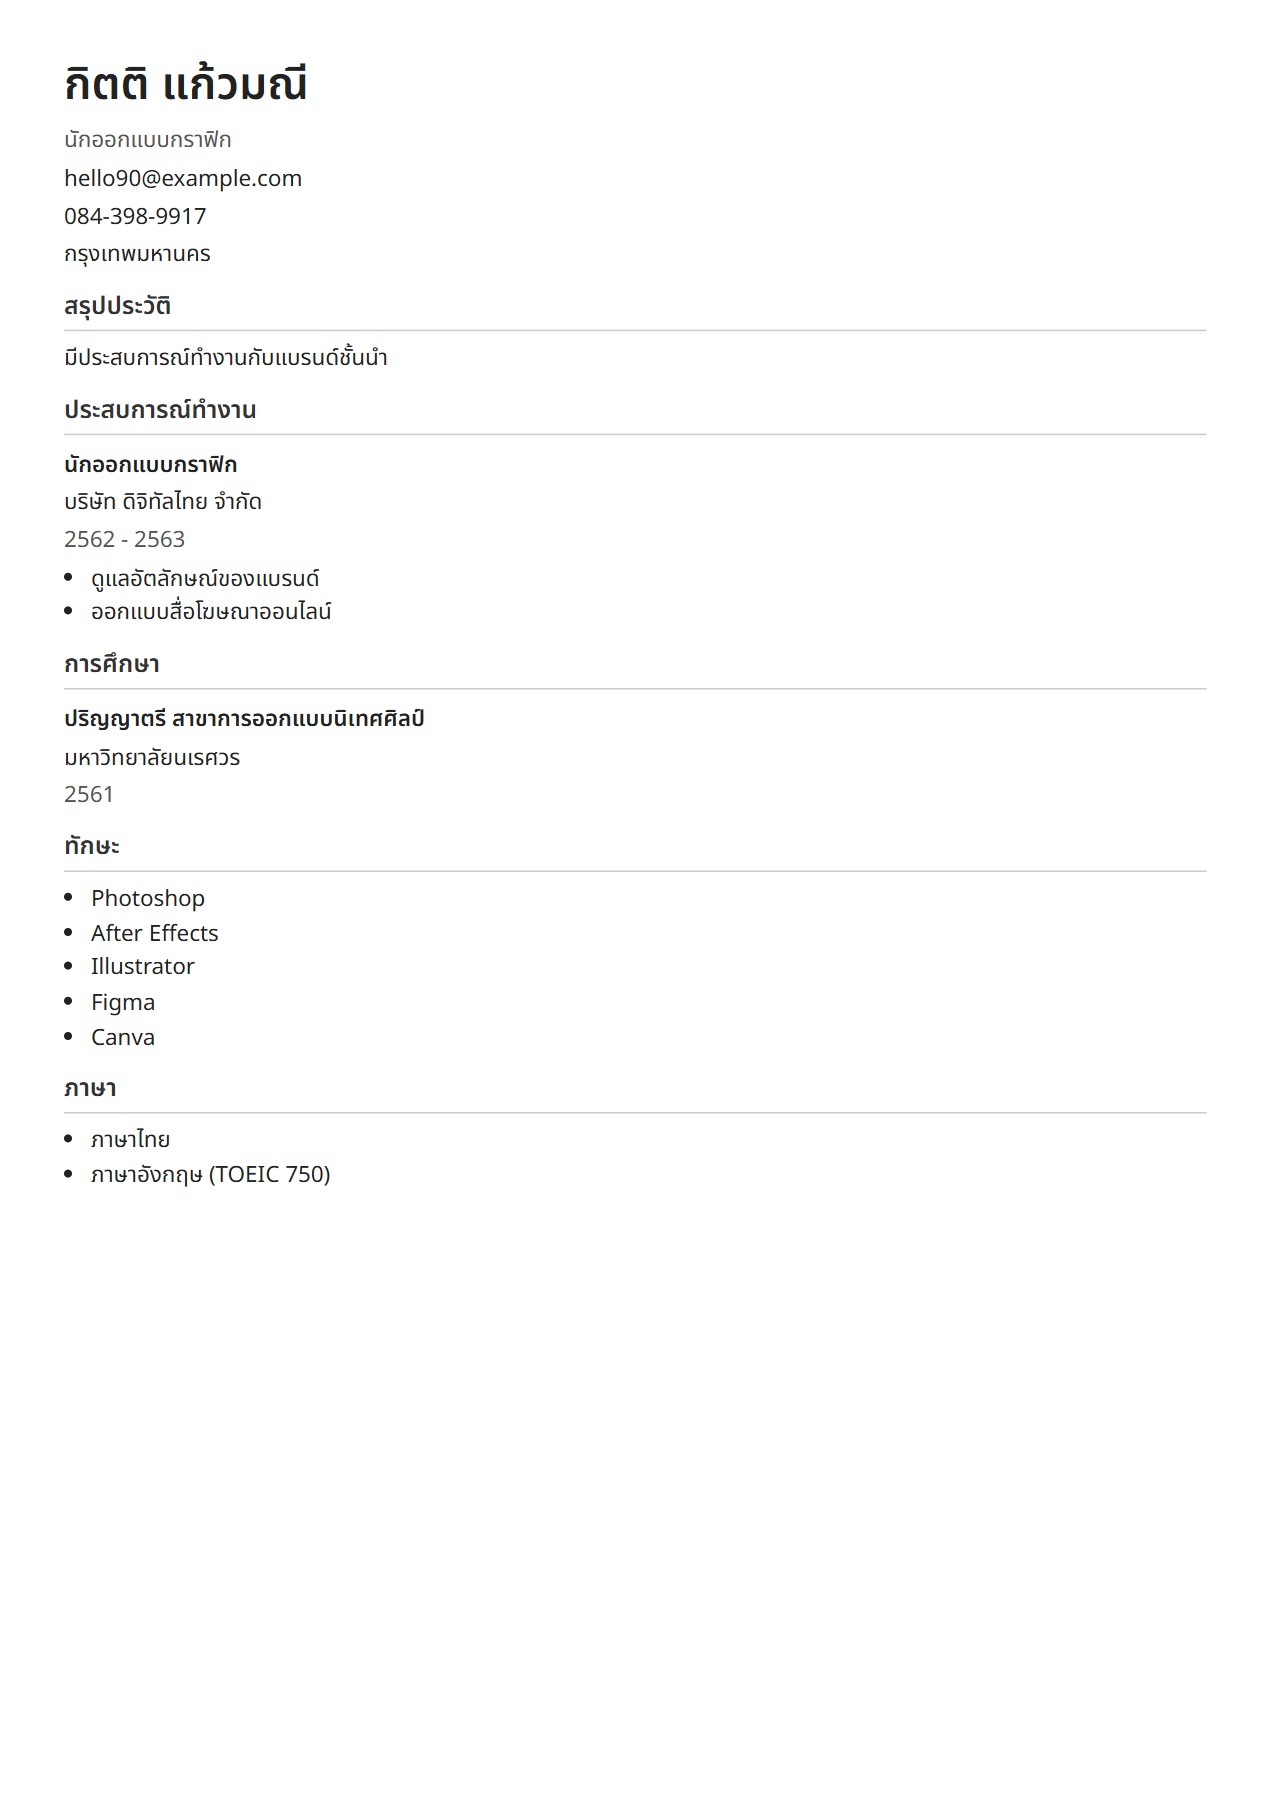 กิตติ แก้วมณี
นักออกแบบกราฟิก
hello90@example.com
084-398-9917
กรุงเทพมหานคร
สรุปประวัติ
มีประสบการณ์ทำงานกับแบรนด์ชั้นนำ
ประสบการณ์ทำงาน
นักออกแบบกราฟิก
บริษัท ดิจิทัลไทย จำกัด
2562 - 2563
• ดูแลอัตลักษณ์ของแบรนด์
• ออกแบบสื่อโฆษณาออนไลน์
การศึกษา
ปริญญาตรี สาขาการออกแบบนิเทศศิลป์
มหาวิทยาลัยนเรศวร
2561
ทักษะ
• Photoshop
• After Effects
• Illustrator
• Figma
• Canva
ภาษา
• ภาษาไทย
• ภาษาอังกฤษ (TOEIC 750)